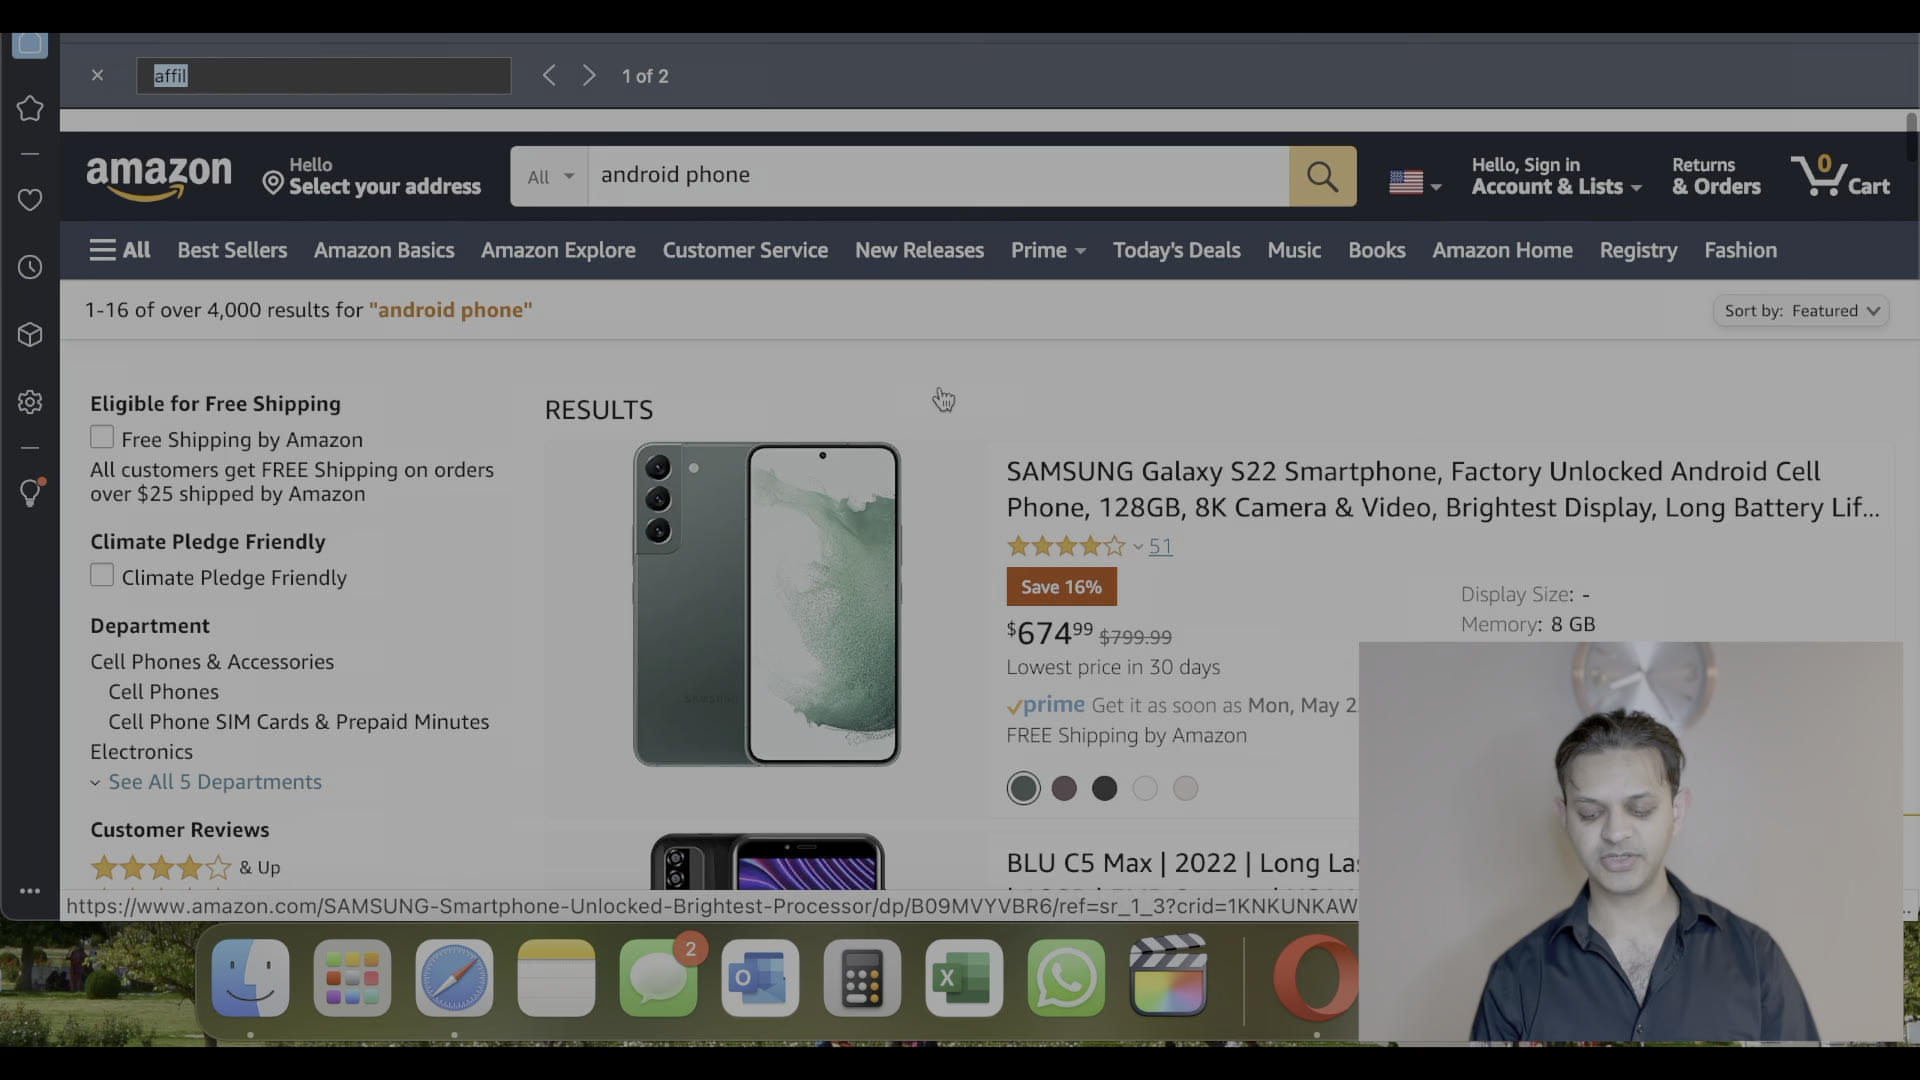 affil
1 of 2
amazon
Hello
Select your address
All
android phone
Hello, Sign in
Account & Lists
Returns
& Orders
0
Cart
All
Best Sellers
Amazon Basics
Amazon Explore
Customer Service
New Releases
Prime
Today's Deals
Music
Books
Amazon Home
Registry
Fashion
1-16 of over 4,000 results for "android phone"
Sort by: Featured
Eligible for Free Shipping
Free Shipping by Amazon
All customers get FREE Shipping on orders
over $25 shipped by Amazon
Climate Pledge Friendly
Climate Pledge Friendly
Department
Cell Phones & Accessories
Cell Phones
Cell Phone SIM Cards & Prepaid Minutes
Electronics
See All 5 Departments
Customer Reviews
& Up
RESULTS
SAMSUNG
SAMSUNG Galaxy S22 Smartphone, Factory Unlocked Android Cell
Phone, 128GB, 8K Camera & Video, Brightest Display, Long Battery Lif...
51
Save 16%
$674.99 $799.99
Lowest price in 30 days
prime Get it as soon as Mon, May 2
FREE Shipping by Amazon
Display Size: -
Memory: 8 GB
BLU C5 Max | 2022 | Long La
https://www.amazon.com/SAMSUNG-Smartphone-Unlocked-Brightest-Processor/dp/B09MVYVBR6/ref=sr_1_3?crid=1KNKUNKAW
2
O
X